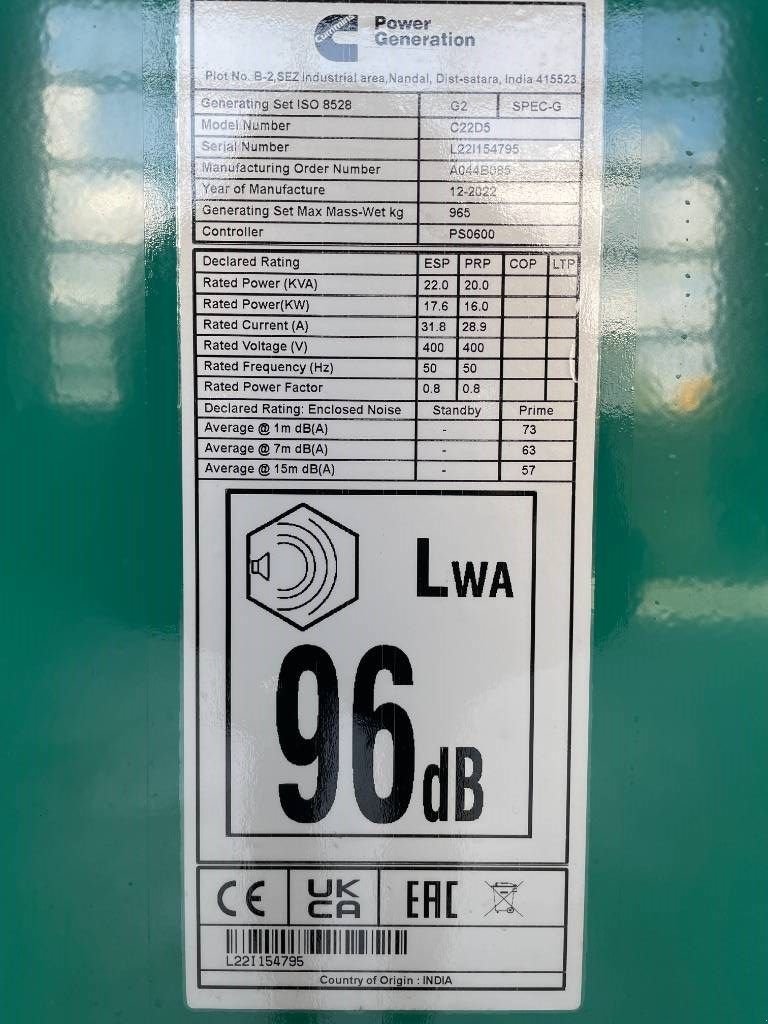 Cummins
Power
Generation
Plot No. B-2,SEZ Industrial area,Nandal, Dist-satara, India 415523
Generating Set ISO 8528 G2 SPEC-G
Model Number C22D5
Serial Number L22I154795
Manufacturing Order Number A044B085
Year of Manufacture 12-2022
Generating Set Max Mass-Wet kg 965
Controller PS0600
Declared Rating ESP PRP COP LTP
Rated Power (KVA) 22.0 20.0
Rated Power(KW) 17.6 16.0
Rated Current (A) 31.8 28.9
Rated Voltage (V) 400 400
Rated Frequency (Hz) 50 50
Rated Power Factor 0.8 0.8
Declared Rating: Enclosed Noise Standby Prime
Average @ 1m dB(A) - 73
Average @ 7m dB(A) - 63
Average @ 15m dB(A) - 57
LWA
96dB
CE UK CA EAC
L22I154795
Country of Origin : INDIA